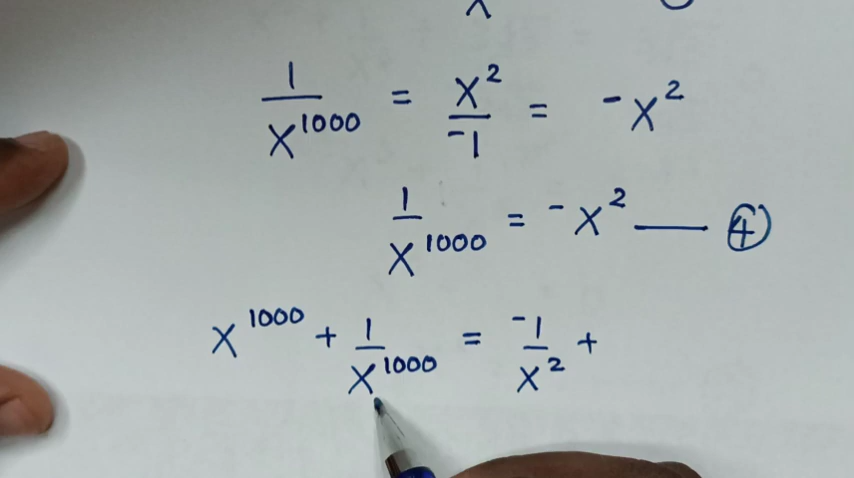 x
1/x^1000 = x^2/-1 = -x^2
1/x^1000 = -x^2 —— ④
x^1000 + 1/x^1000 = -1/x^2 +